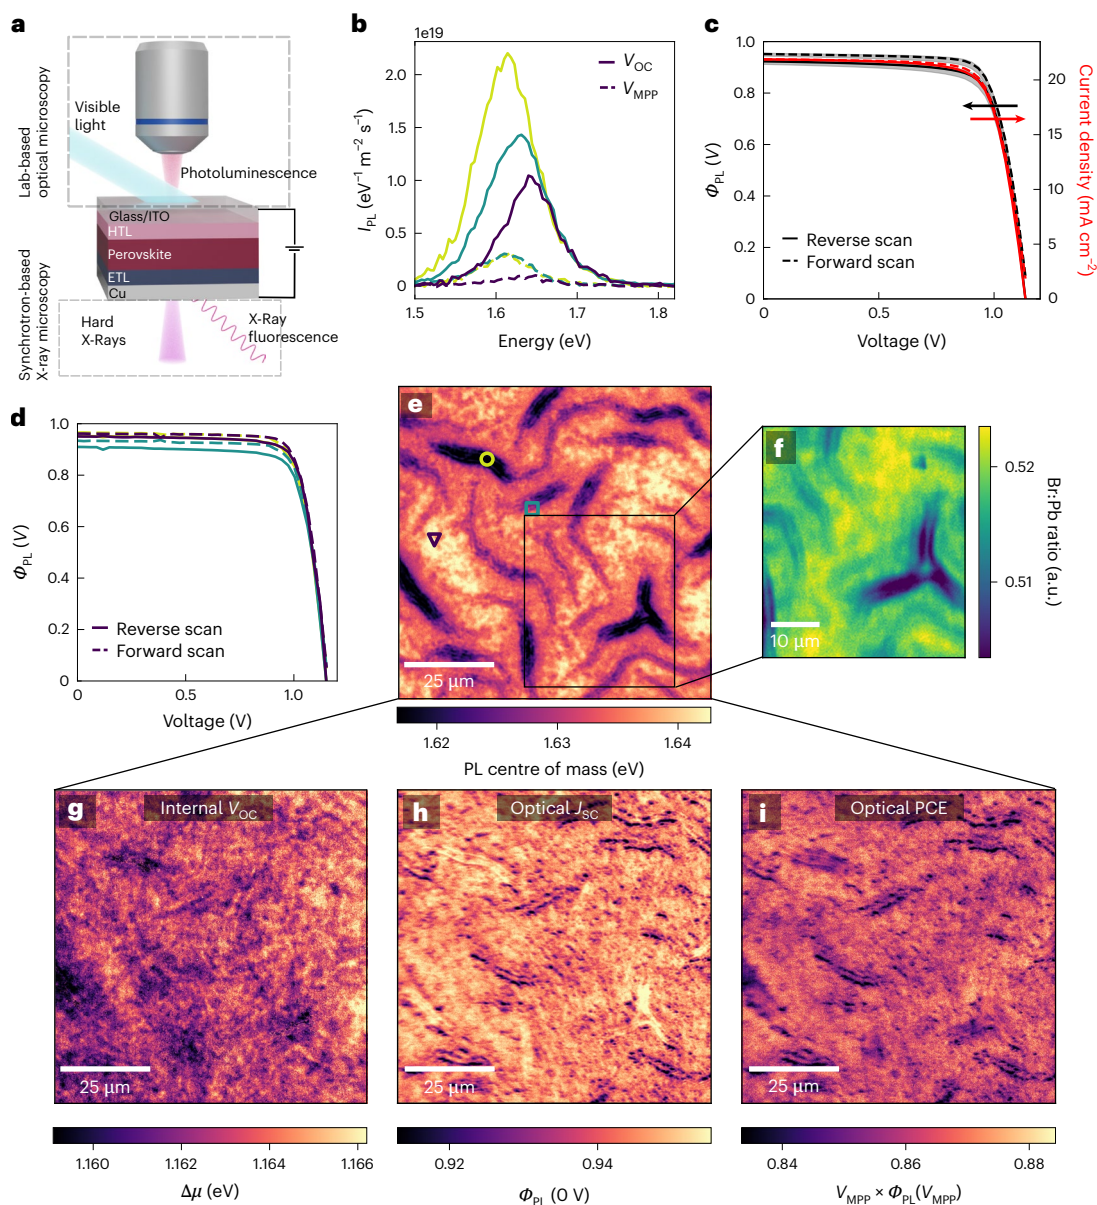 a
Lab-based
optical microscopy
Visible
light
Photoluminescence
Glass/ITO
HTL
Perovskite
ETL
Cu
Synchrotron-based
X-ray microscopy
Hard
X-Rays
X-Ray
fluorescence
b
1e19
I_PL (eV⁻¹ m⁻² s⁻¹)
2.0
1.5
1.0
0.5
0
V_OC
V_MPP
1.5
1.6
1.7
1.8
Energy (eV)
c
Φ_PL (V)
1.0
0.8
0.6
0.4
0.2
0
Reverse scan
Forward scan
20
15
10
5
0
Current density (mA cm⁻²)
0
0.5
1.0
Voltage (V)
d
Φ_PL (V)
1.0
0.8
0.6
0.4
0.2
0
Reverse scan
Forward scan
0
0.5
1.0
Voltage (V)
e
25 µm
1.62
1.63
1.64
PL centre of mass (eV)
f
10 µm
0.52
0.51
Br:Pb ratio (a.u.)
g
Internal V_OC
25 µm
1.160
1.162
1.164
1.166
Δµ (eV)
h
Optical J_SC
25 µm
0.92
0.94
Φ_PL (0 V)
i
Optical PCE
25 µm
0.84
0.86
0.88
V_MPP × Φ_PL(V_MPP)